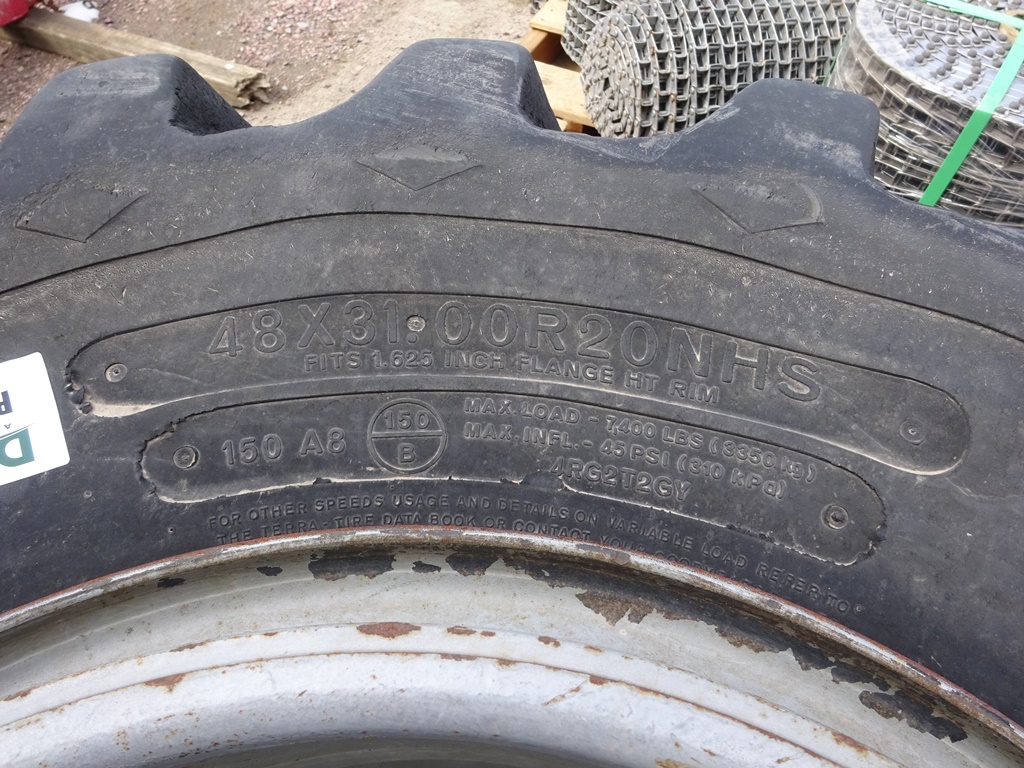 48X31.00R20NHS
FITS 1.625 INCH FLANGE HT RIM
150 A8
150
B
MAX. LOAD - 7,400 LBS (3350 kg)
MAX. INFL. - 45 PSI (310 KPa)
4RG2T2GY
FOR OTHER SPEEDS USAGE AND DETAILS ON VARIABLE LOAD REFER TO
THE TERRA-TIRE DATA BOOK OR CONTACT YOUR
D